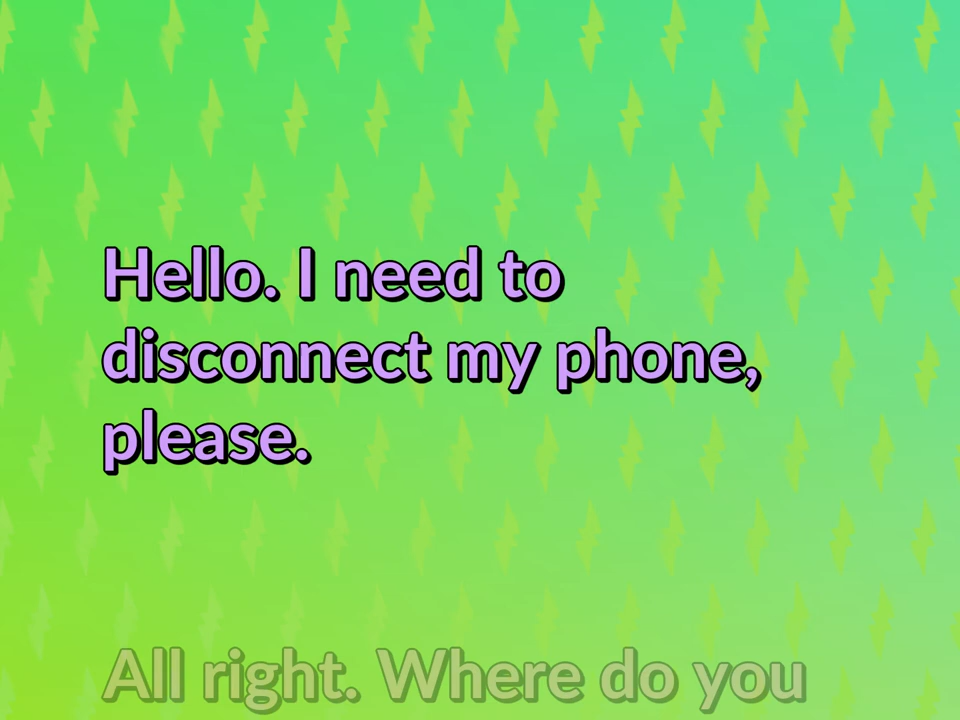 Hello. I need to
disconnect my phone,
please.
All right. Where do you